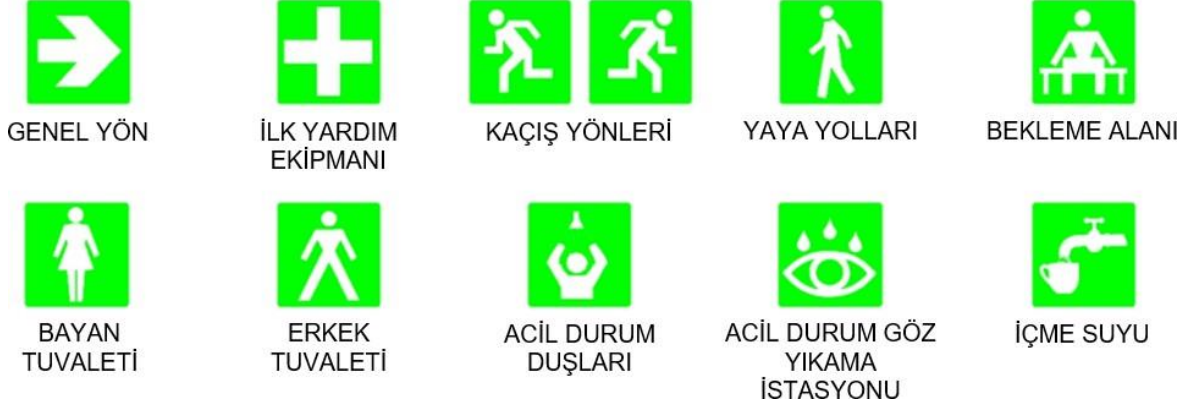 GENEL YÖN
İLK YARDIM
EKİPMANI
KAÇIŞ YÖNLERİ
YAYA YOLLARI
BEKLEME ALANI
BAYAN
TUVALETİ
ERKEK
TUVALETİ
ACİL DURUM
DUŞLARI
ACİL DURUM GÖZ
YIKAMA
İSTASYONU
İÇME SUYU